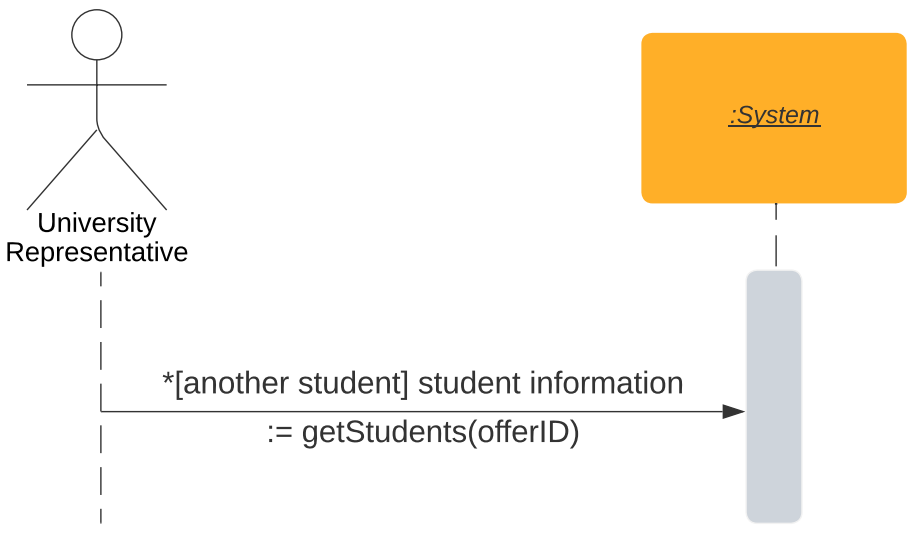 :System
University
Representative
*[another student] student information
:= getStudents(offerID)